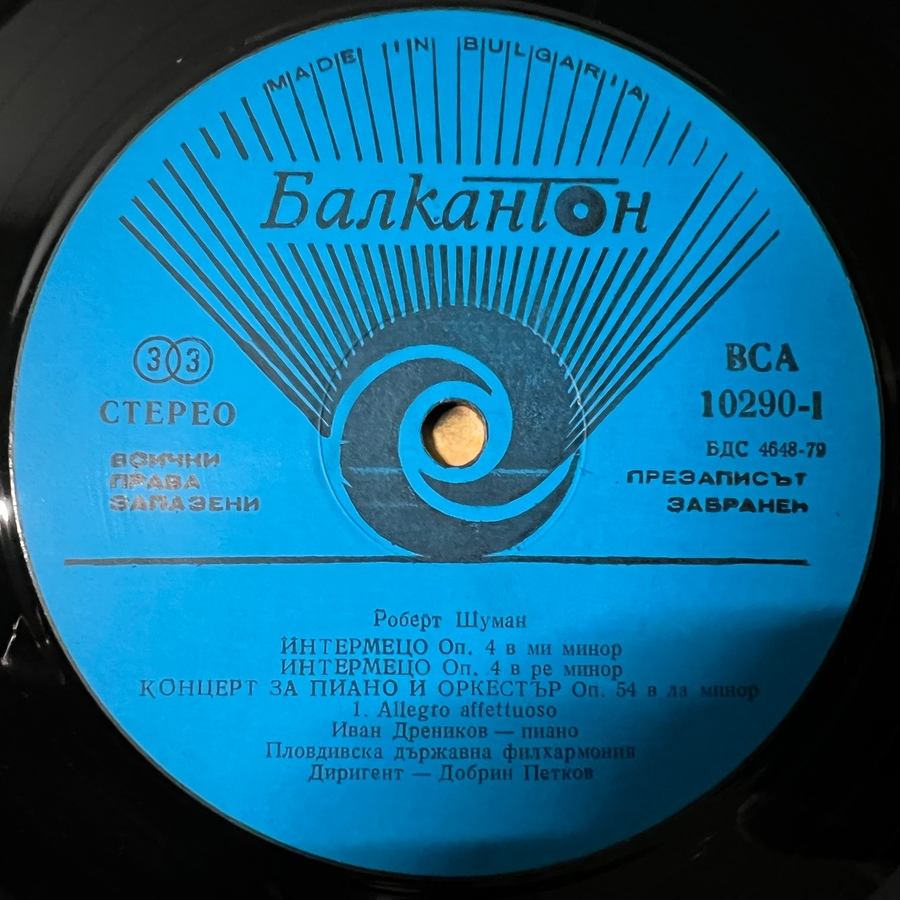 MADE IN BULGARIA
Балкантон
33
СТЕРЕО
ВСИЧКИ
ПРАВА
ЗАПАЗЕНИ
ВСА
10290-I
БДС 4648-79
ПРЕЗАПИСЪТ
ЗАБРАНЕН
Роберт Шуман
ИНТЕРМЕЦО Оп. 4 в ми минор
ИНТЕРМЕЦО Оп. 4 в ре минор
КОНЦЕРТ ЗА ПИАНО И ОРКЕСТЪР Оп. 54 в ла минор
1. Allegro affettuoso
Иван Дреников — пиано
Пловдивска държавна филхармония
Диригент — Добрин Петков